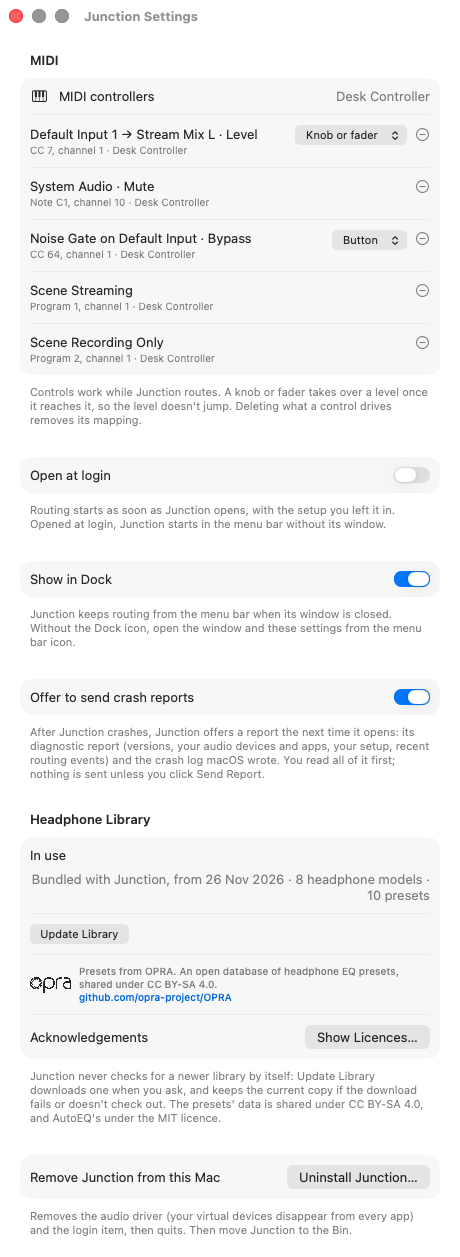 Junction Settings
MIDI
MIDI controllers
Desk Controller
Default Input 1 → Stream Mix L · Level
Knob or fader
CC 7, channel 1 · Desk Controller
System Audio · Mute
Note C1, channel 10 · Desk Controller
Noise Gate on Default Input · Bypass
Button
CC 64, channel 1 · Desk Controller
Scene Streaming
Program 1, channel 1 · Desk Controller
Scene Recording Only
Program 2, channel 1 · Desk Controller
Controls work while Junction routes. A knob or fader takes over a level once
it reaches it, so the level doesn't jump. Deleting what a control drives
removes its mapping.
Open at login
Routing starts as soon as Junction opens, with the setup you left it in.
Opened at login, Junction starts in the menu bar without its window.
Show in Dock
Junction keeps routing from the menu bar when its window is closed.
Without the Dock icon, open the window and these settings from the menu
bar icon.
Offer to send crash reports
After Junction crashes, Junction offers a report the next time it opens: its
diagnostic report (versions, your audio devices and apps, your setup, recent
routing events) and the crash log macOS wrote. You read all of it first;
nothing is sent unless you click Send Report.
Headphone Library
In use
Bundled with Junction, from 26 Nov 2026 · 8 headphone models ·
10 presets
Update Library
opra
Presets from OPRA. An open database of headphone EQ presets,
shared under CC BY-SA 4.0.
github.com/opra-project/OPRA
Acknowledgements
Show Licences...
Junction never checks for a newer library by itself: Update Library
downloads one when you ask, and keeps the current copy if the download
fails or doesn't check out. The presets' data is shared under CC BY-SA 4.0,
and AutoEQ's under the MIT licence.
Remove Junction from this Mac
Uninstall Junction...
Removes the audio driver (your virtual devices disappear from every app)
and the login item, then quits. Then move Junction to the Bin.